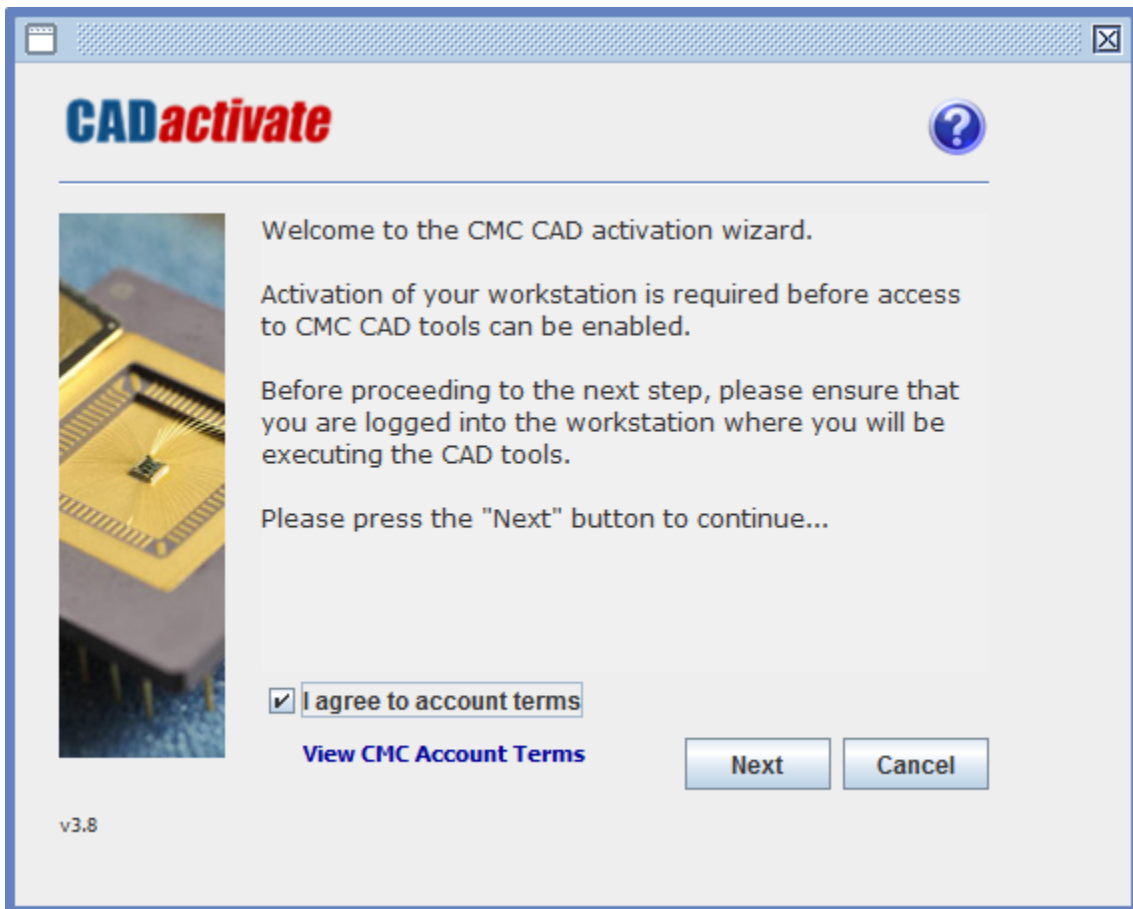 CADactivate
?
Welcome to the CMC CAD activation wizard.
Activation of your workstation is required before access
to CMC CAD tools can be enabled.
Before proceeding to the next step, please ensure that
you are logged into the workstation where you will be
executing the CAD tools.
Please press the "Next" button to continue...
I agree to account terms
View CMC Account Terms
Next
Cancel
v3.8